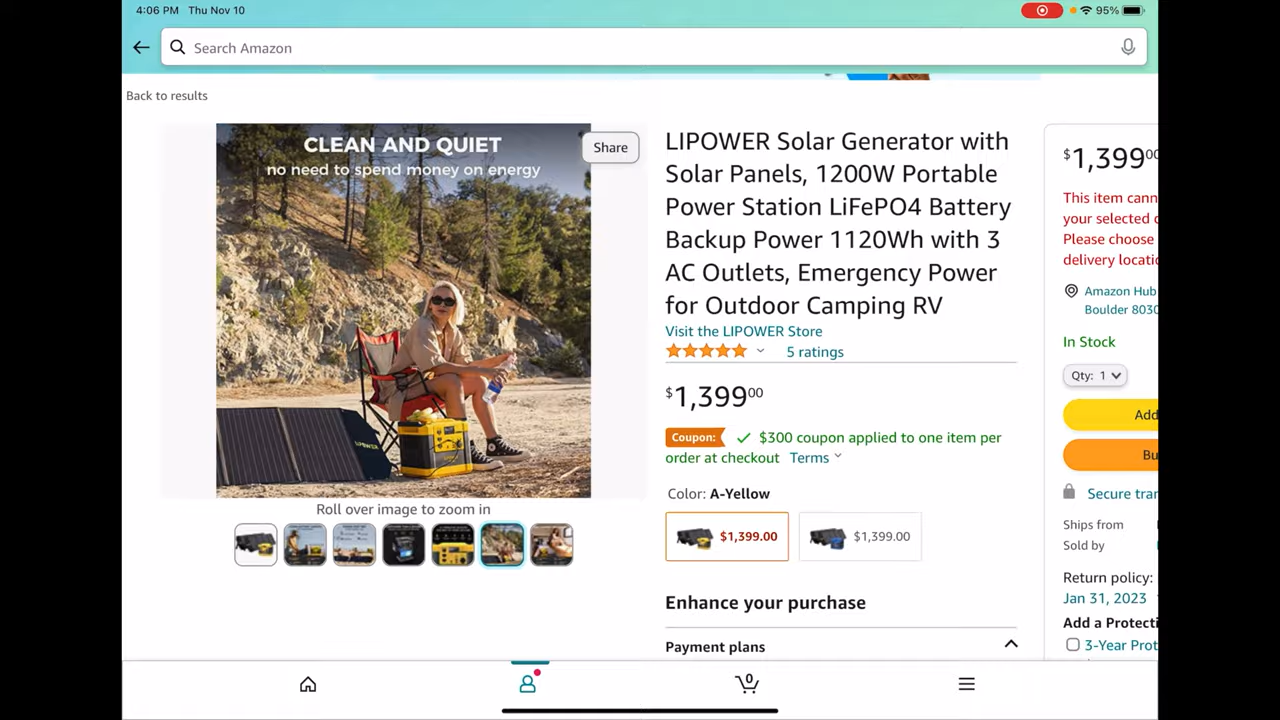 4:06 PM Thu Nov 10
95%
Search Amazon
Back to results
CLEAN AND QUIET
no need to spend money on energy
Share
LIPOWER
LIPOWER Solar Generator with
Solar Panels, 1200W Portable
Power Station LiFePO4 Battery
Backup Power 1120Wh with 3
AC Outlets, Emergency Power
for Outdoor Camping RV
Visit the LIPOWER Store
5 ratings
$1,39900
Coupon: $300 coupon applied to one item per
order at checkout Terms
Color: A-Yellow
$1,399.00
$1,399.00
Enhance your purchase
Payment plans
Roll over image to zoom in
$1,39900
This item cann
your selected
Please choose
delivery locati
Amazon Hub
Boulder 8030
In Stock
Qty: 1
Add
Bu
Secure tran
Ships from
Sold by
Return policy:
Jan 31, 2023
Add a Protecti
3-Year Prot
0